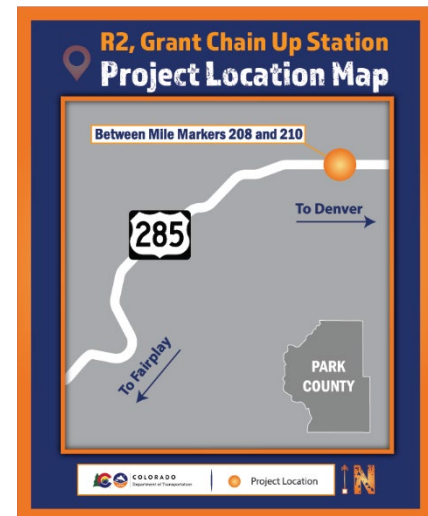 R2, Grant Chain Up Station
Project Location Map
Between Mile Markers 208 and 210
To Denver
285
To Fairplay
PARK
COUNTY
COLORADO
Department of Transportation
Project Location
N